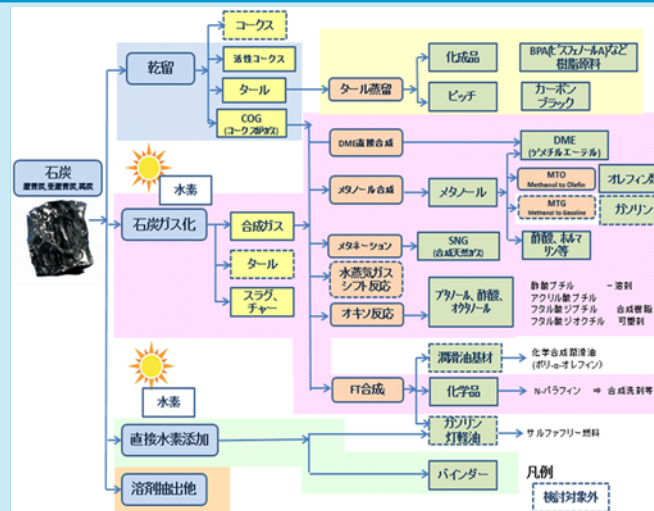 コークス
活性コークス
タール
COG
(コークス炉ガス)
乾留
タール蒸留
化成品
ピッチ
BPA(ビスフェノールA)など
樹脂原料
カーボン
ブラック
石炭
瀝青炭,亜瀝青炭,褐炭
水素
石炭ガス化
合成ガス
タール
スラグ、
チャー
DME直接合成
メタノール合成
メタネーション
水蒸気ガス
シフト反応
オキソ反応
FT合成
メタノール
SNG
(合成天然ガス)
ブタノール、酢酸、
オクタノール
DME
(ジメチルエーテル)
MTO
Methanol to Olefin
オレフィン類
MTG
Methanol to Gasoline
ガソリン
酢酸、ホルマ
リン等
酢酸ブチル －溶剤
アクリル酸ブチル
フタル酸ジブチル 合成樹脂
フタル酸ジオクチル 可塑剤
潤滑油基材
化学合成潤滑油
(ポリ-α-オレフィン)
化学品
N-パラフィン ⇒ 合成洗剤等
ガソリン
灯軽油
サルファフリー燃料
水素
直接水素添加
バインダー
溶剤抽出他
凡例
検討対象外